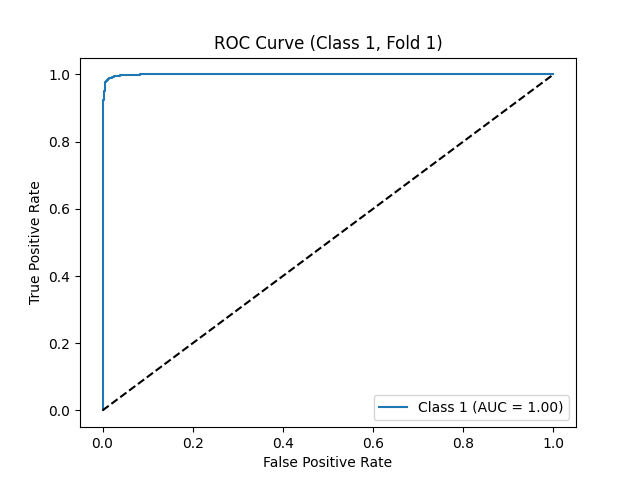 ROC Curve (Class 1, Fold 1)
1.0
0.8
0.6
0.4
0.2
0.0
True Positive Rate
Class 1 (AUC = 1.00)
0.0 0.2 0.4 0.6 0.8 1.0
False Positive Rate